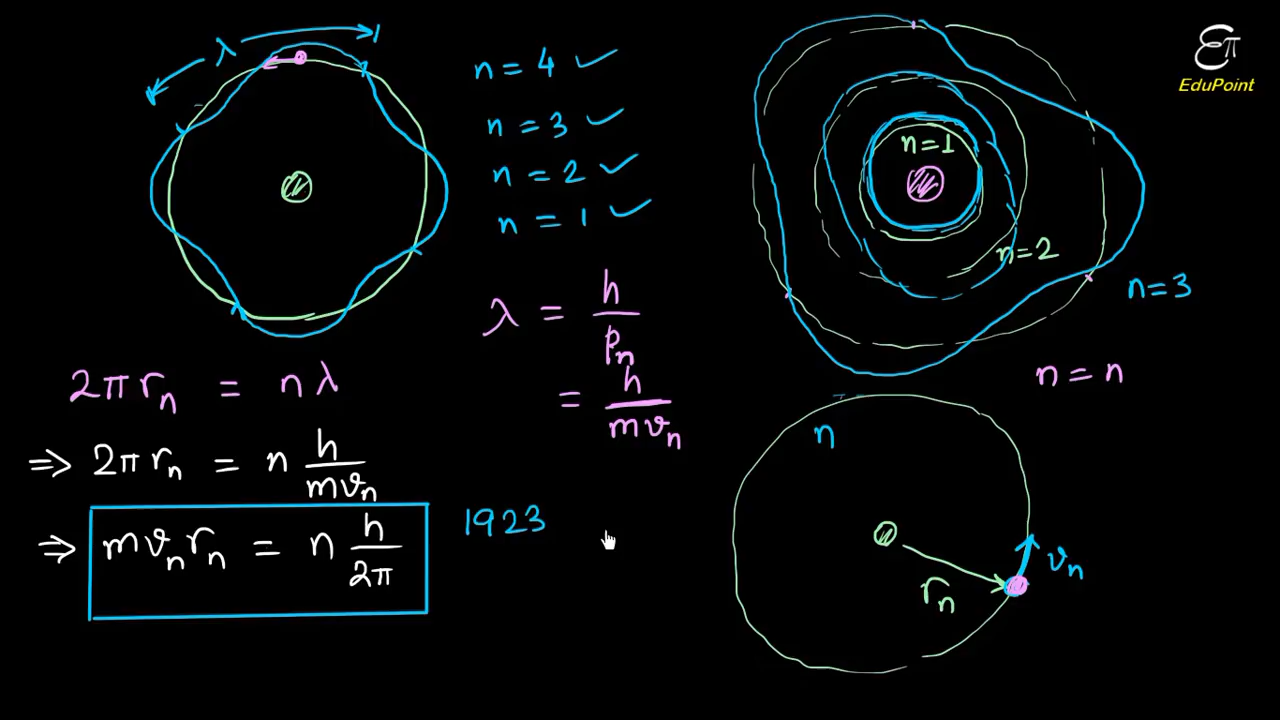 λ
n = 4 ✓
n = 3 ✓
n = 2 ✓
n = 1 ✓
λ = h/pₙ
= h/mvₙ
2πrₙ = nλ
⇒ 2πrₙ = n h/mvₙ
⇒ mvₙrₙ = n h/2π
1923
επ
EduPoint
n=1
n=2
n=3
n = n
n
rₙ
vₙ